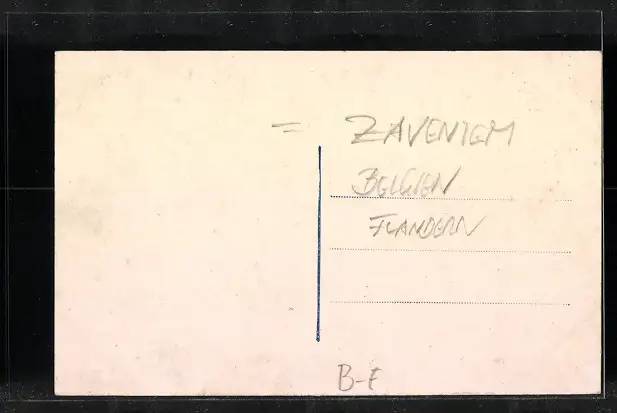 = ZAVENTEM
BELGIEN
FLANDERN
B-F